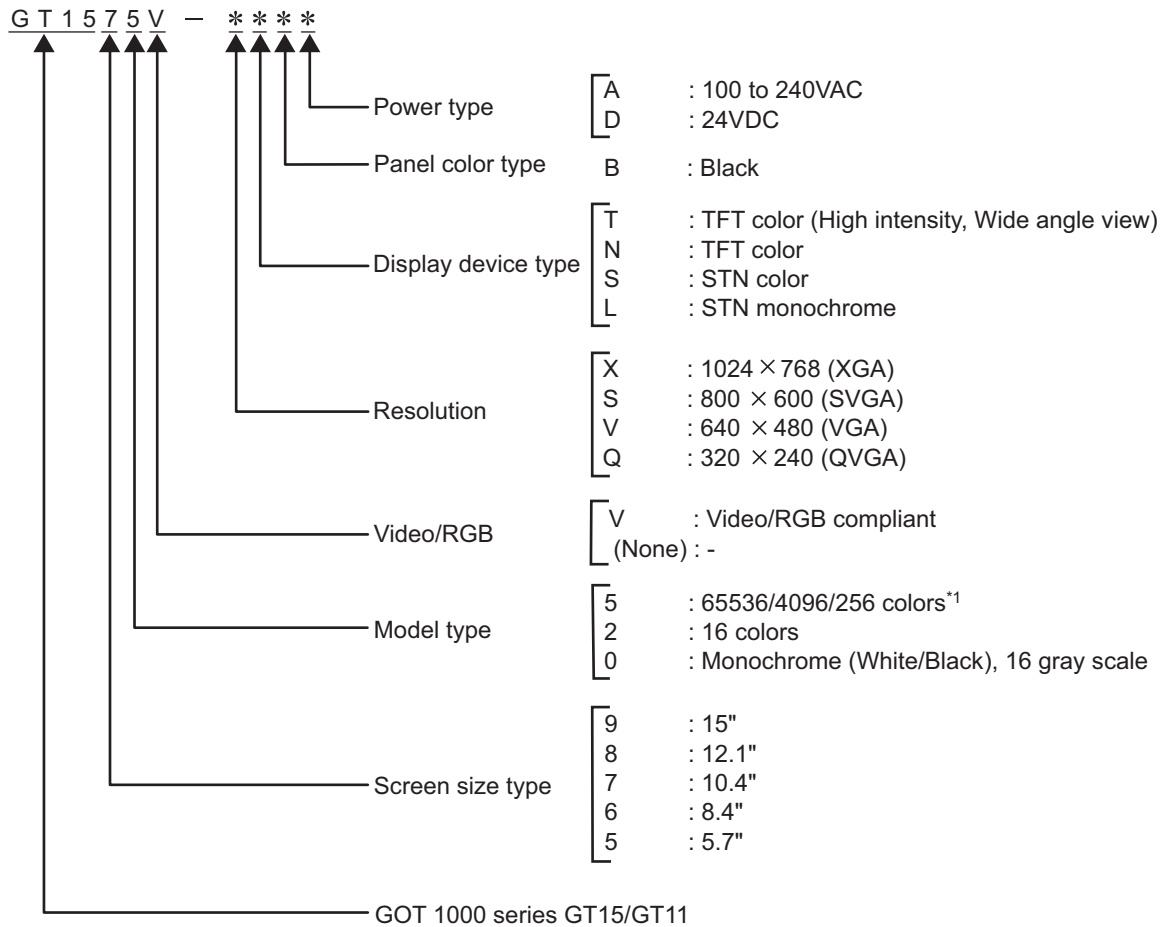 GT1575V － ****
Power type
A : 100 to 240VAC
D : 24VDC
Panel color type
B : Black
Display device type
T : TFT color (High intensity, Wide angle view)
N : TFT color
S : STN color
L : STN monochrome
Resolution
X : 1024 × 768 (XGA)
S : 800 × 600 (SVGA)
V : 640 × 480 (VGA)
Q : 320 × 240 (QVGA)
Video/RGB
V : Video/RGB compliant
(None) : -
Model type
5 : 65536/4096/256 colors*1
2 : 16 colors
0 : Monochrome (White/Black), 16 gray scale
Screen size type
9 : 15"
8 : 12.1"
7 : 10.4"
6 : 8.4"
5 : 5.7"
GOT 1000 series GT15/GT11